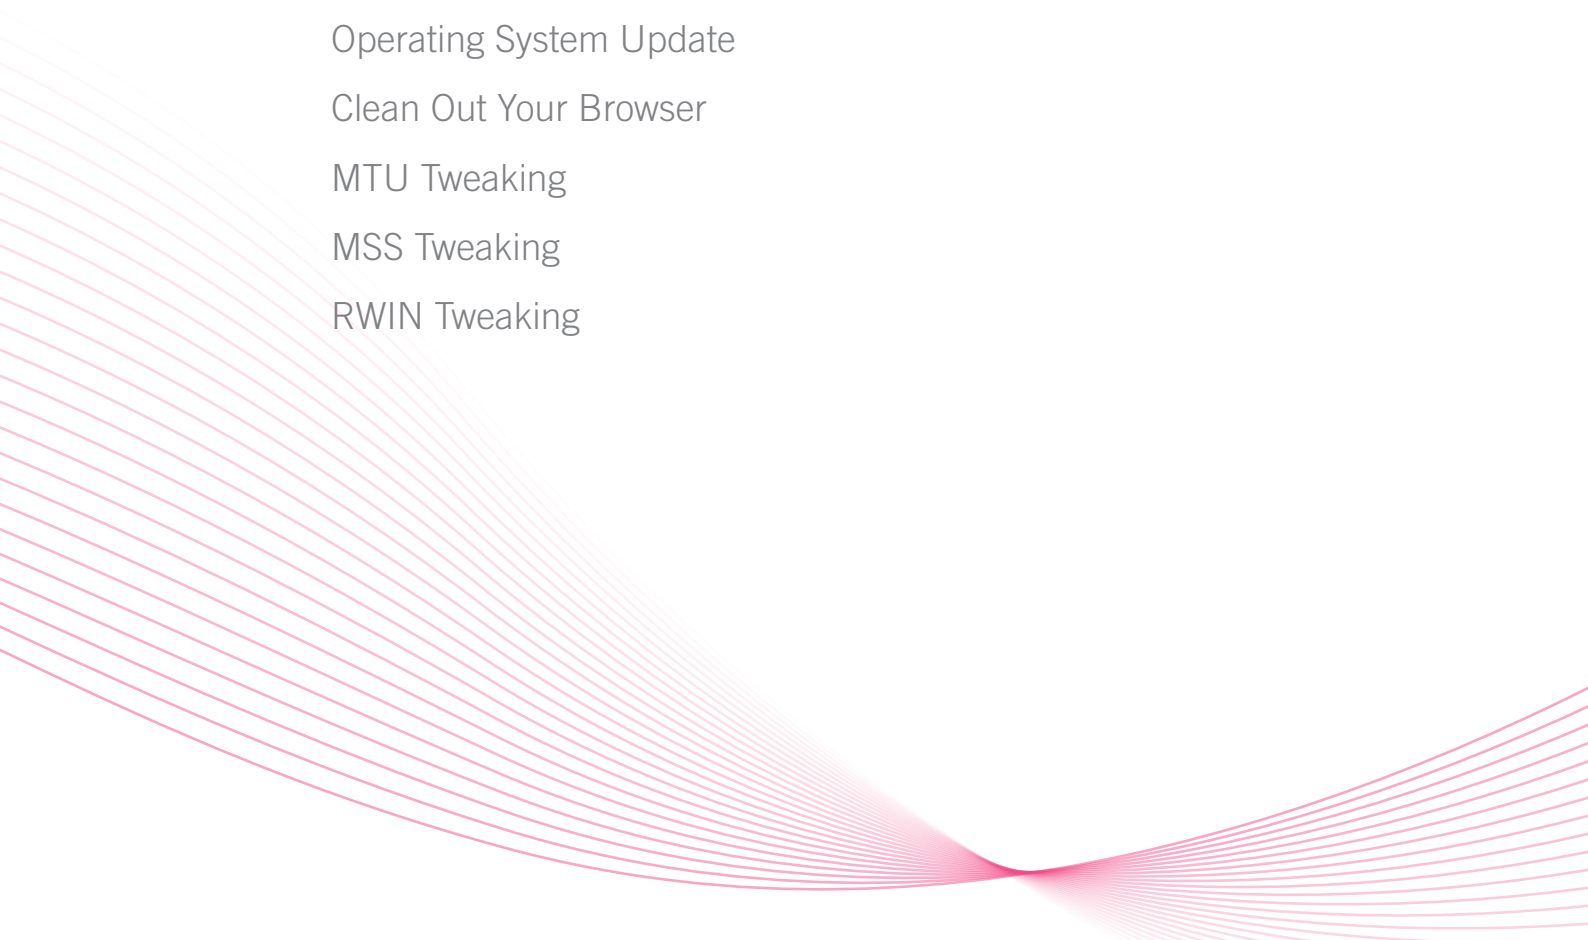 Operating System Update
Clean Out Your Browser
MTU Tweaking
MSS Tweaking
RWIN Tweaking